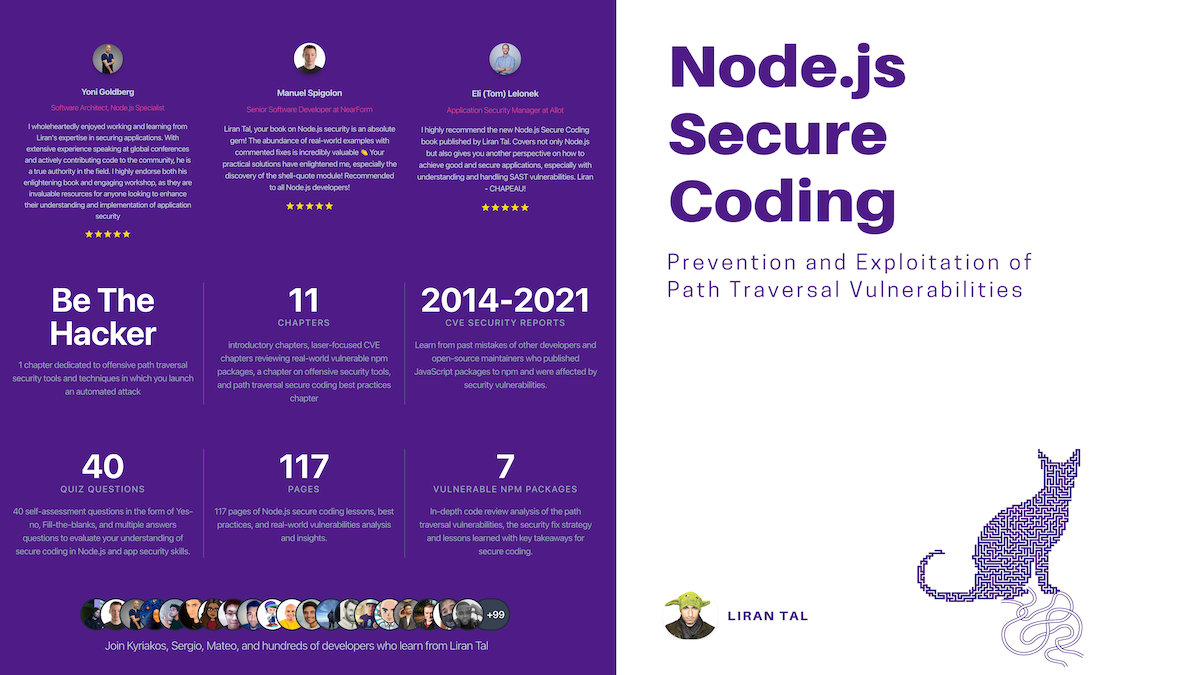 Yoni Goldberg
Software Architect, Node.js Specialist
I wholeheartedly enjoyed working and learning from
Liran's expertise in securing applications. With
extensive experience speaking at global conferences
and actively contributing code to the community, he is
a true authority in the field. I highly endorse both his
enlightening book and engaging workshop, as they are
invaluable resources for anyone looking to enhance
their understanding and implementation of application
security
⭐⭐⭐⭐⭐
Manuel Spigolon
Senior Software Developer at NearForm
Liran Tal, your book on Node.js security is an absolute
gem! The abundance of real-world examples with
commented fixes is incredibly valuable 👏 Your
practical solutions have enlightened me, especially the
discovery of the shell-quote module! Recommended
to all Node.js developers!
⭐⭐⭐⭐⭐
Eli (Tom) Lelonek
Application Security Manager at Allot
I highly recommend the new Node.js Secure Coding
book published by Liran Tal. Covers not only Node.js
but also gives you another perspective on how to
achieve good and secure applications, especially with
understanding and handling SAST vulnerabilities. Liran
- CHAPEAU!
⭐⭐⭐⭐⭐
Be The
Hacker
1 chapter dedicated to offensive path traversal
security tools and techniques in which you launch
an automated attack
11
CHAPTERS
introductory chapters, laser-focused CVE
chapters reviewing real-world vulnerable npm
packages, a chapter on offensive security tools,
and path traversal secure coding best practices
chapter
2014-2021
CVE SECURITY REPORTS
Learn from past mistakes of other developers and
open-source maintainers who published
JavaScript packages to npm and were affected by
security vulnerabilities.
40
QUIZ QUESTIONS
40 self-assessment questions in the form of Yes-
no, Fill-the-blanks, and multiple answers
questions to evaluate your understanding of
secure coding in Node.js and app security skills.
117
PAGES
117 pages of Node.js secure coding lessons, best
practices, and real-world vulnerabilities analysis
and insights.
7
VULNERABLE NPM PACKAGES
In-depth code review analysis of the path
traversal vulnerabilities, the security fix strategy
and lessons learned with key takeaways for
secure coding.
+99
Join Kyriakos, Sergio, Mateo, and hundreds of developers who learn from Liran Tal
Node.js
Secure
Coding
Prevention and Exploitation of
Path Traversal Vulnerabilities
LIRAN TAL